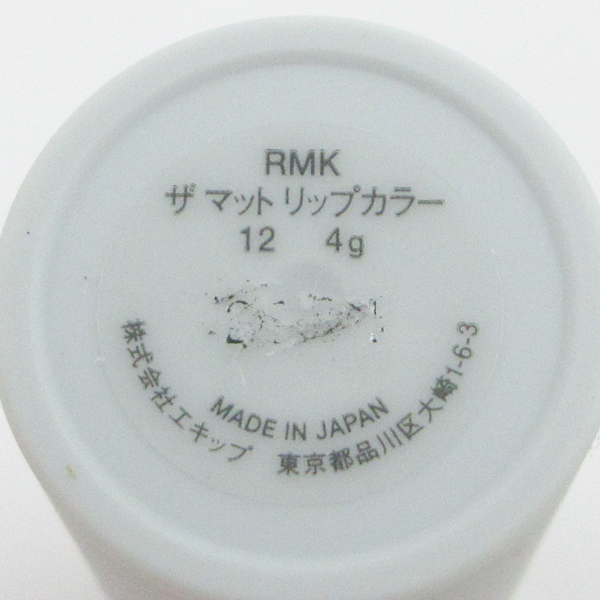 RMK
ザ マット リップカラー
12 4g
MADE IN JAPAN
株式会社エキップ 東京都品川区大崎1-6-3